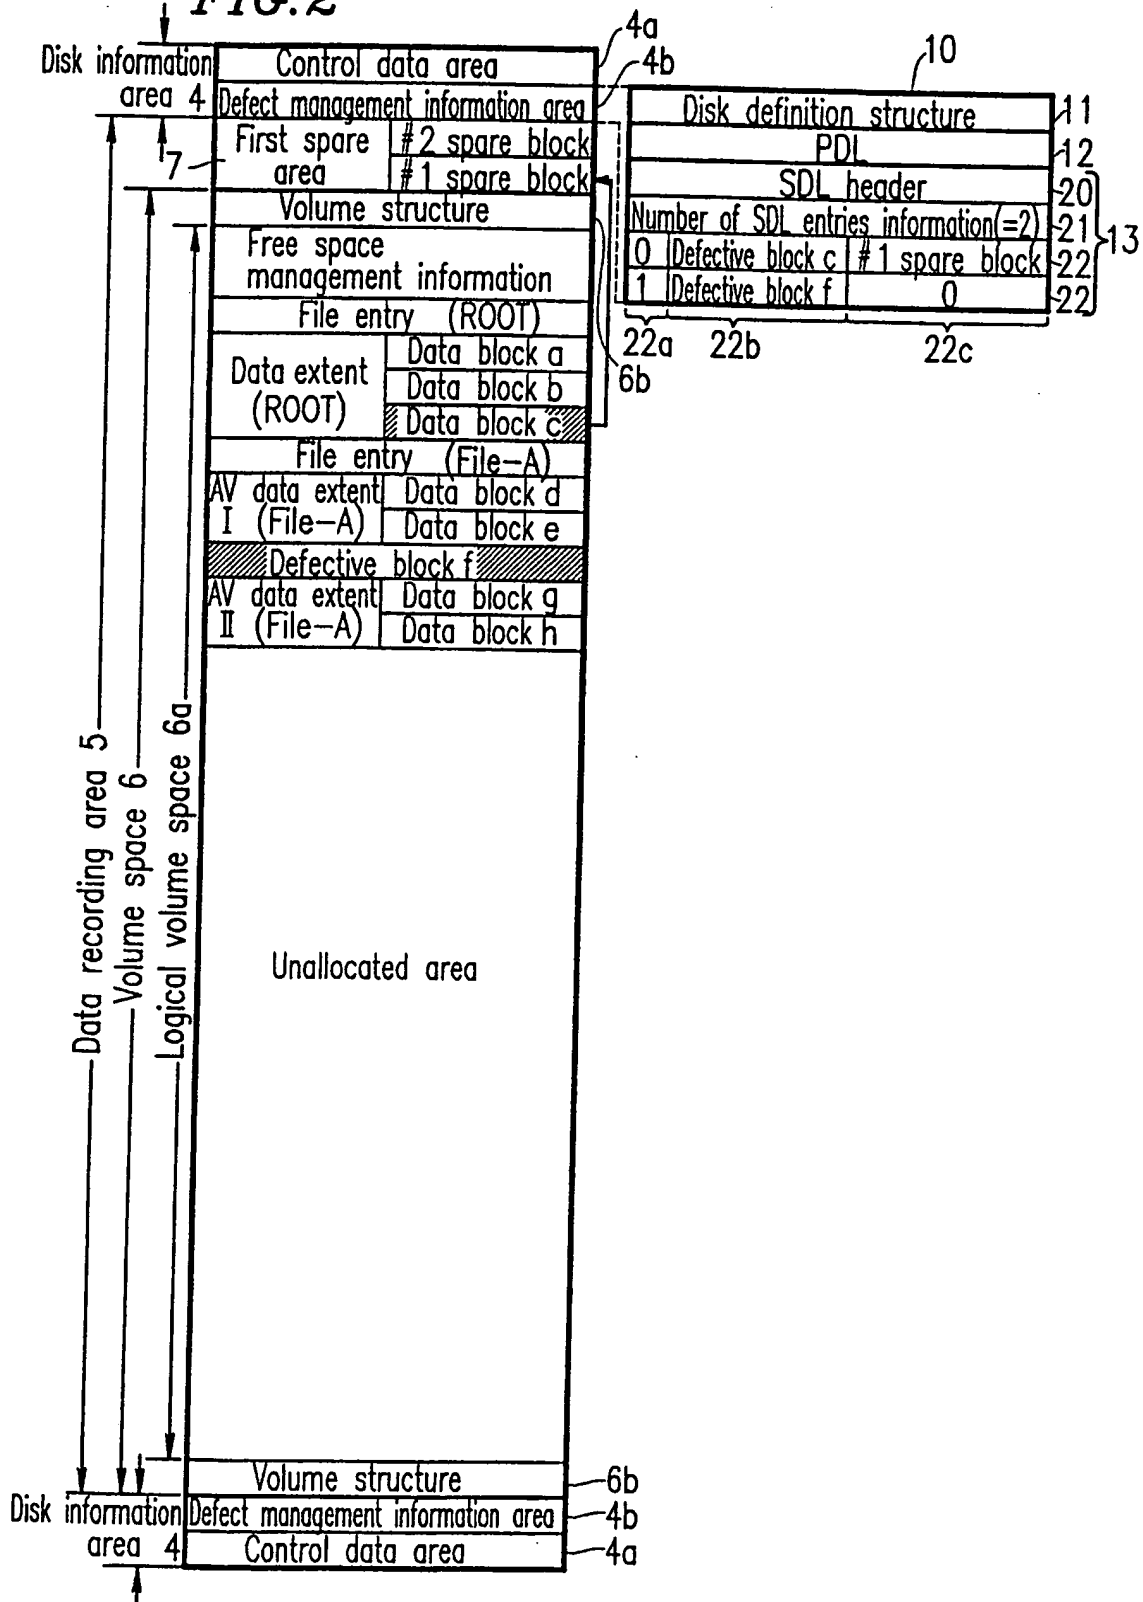 FIG.2
4a
Disk information
area 4
Control data area
4b
Defect management information area
10
Disk definition structure
11
PDL
12
SDL header
20
Number of SDL entries information(=2)
21
13
0 Defective block c #1 spare block
22
1 Defective block f 0
22
22a 22b 22c
7
First spare
area
#2 spare block
#1 spare block
Volume structure
6b
Free space
management information
File entry (ROOT)
Data extent
(ROOT)
Data block a
Data block b
Data block c
File entry (File-A)
AV data extent
I (File-A)
Data block d
Data block e
Defective block f
AV data extent
II (File-A)
Data block g
Data block h
Data recording area 5
Volume space 6
Logical volume space 6a
Unallocated area
Volume structure
6b
Disk information
area 4
Defect management information area
4b
Control data area
4a